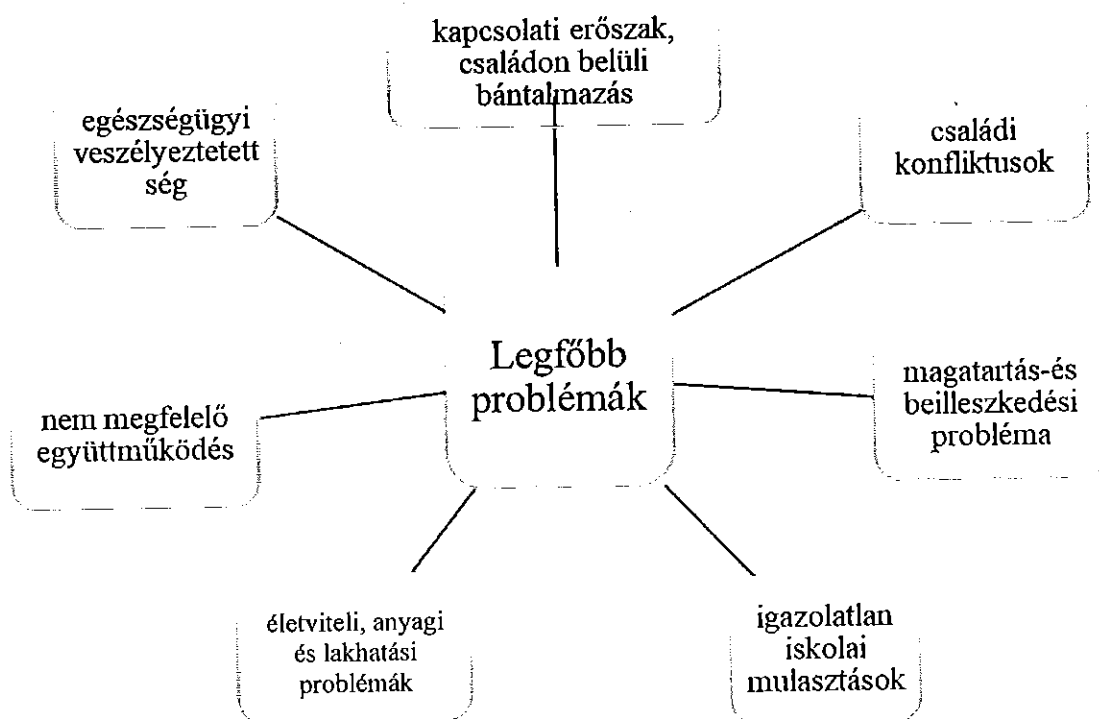 kapcsolati erőszak,
családon belüli
bántalmazás
egészségügyi
veszélyeztetett
ség
családi
konfliktusok
Legfőbb
problémák
magatartás-és
beilleszkedési
probléma
nem megfelelő
együttműködés
életviteli, anyagi
és lakhatási
problémák
igazolatlan
iskolai
mulasztások